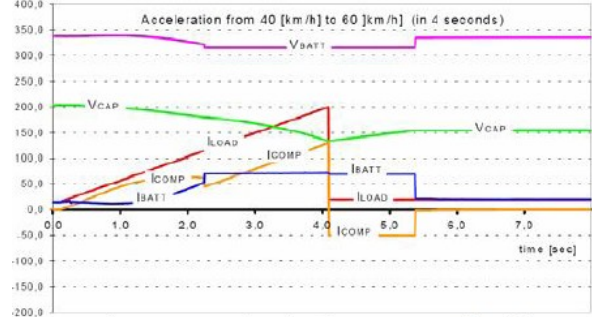 Acceleration from 40 [km/h] to 60 ]km/h] (in 4 seconds)
400,0
350,0
300,0
250,0
200,0
150,0
100,0
50,0
0,0
-50,0
-100,0
-150,0
-200,0
VBATT
VCAP
ILOAD
ICOMP
VCAP
ICOMP
IBATT
IBATT
ILOAD
ICOMP
0.0 1.0 2.0 3.0 4.0 5.0 6.0 7.0
time [sec]